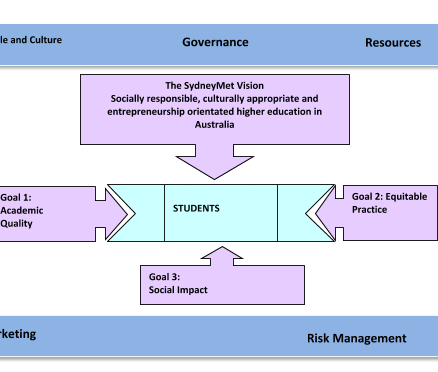 le and Culture
Governance
Resources
The SydneyMet Vision
Socially responsible, culturally appropriate and
entrepreneurship orientated higher education in
Australia
Goal 1:
Academic
Quality
STUDENTS
Goal 2: Equitable
Practice
Goal 3:
Social Impact
rketing
Risk Management